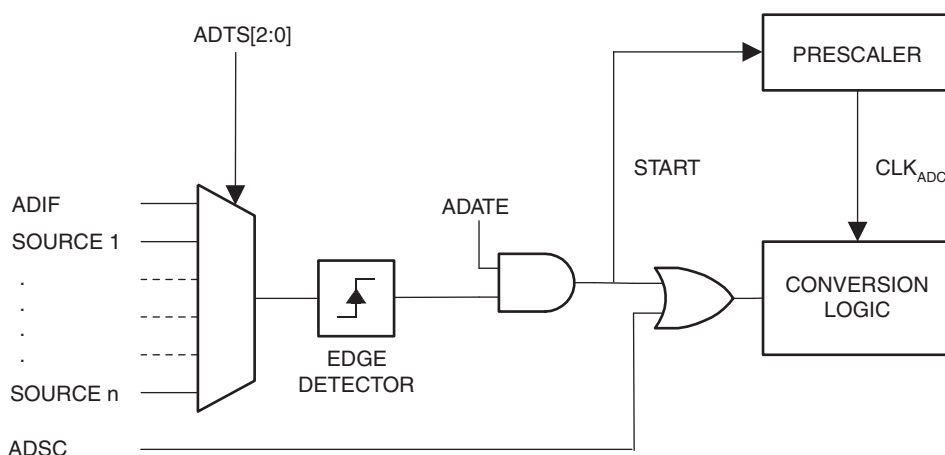 ADTS[2:0]
PRESCALER
START
CLKADC
ADIF
ADATE
SOURCE 1
.
.
.
.
CONVERSION
LOGIC
EDGE
DETECTOR
SOURCE n
ADSC